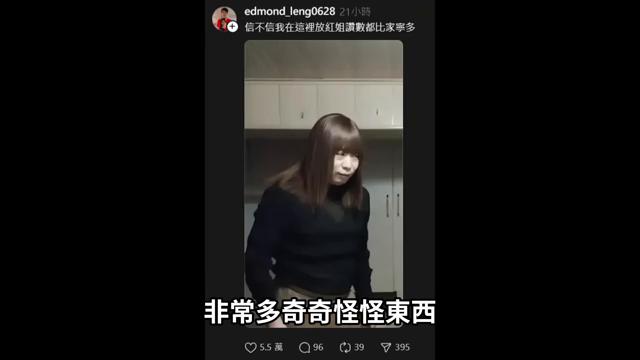 edmond_leng0628 21小時
信不信我在這裡放紅姐讚數都比家寧多
非常多奇奇怪怪東西
5.5 萬 96 39 395